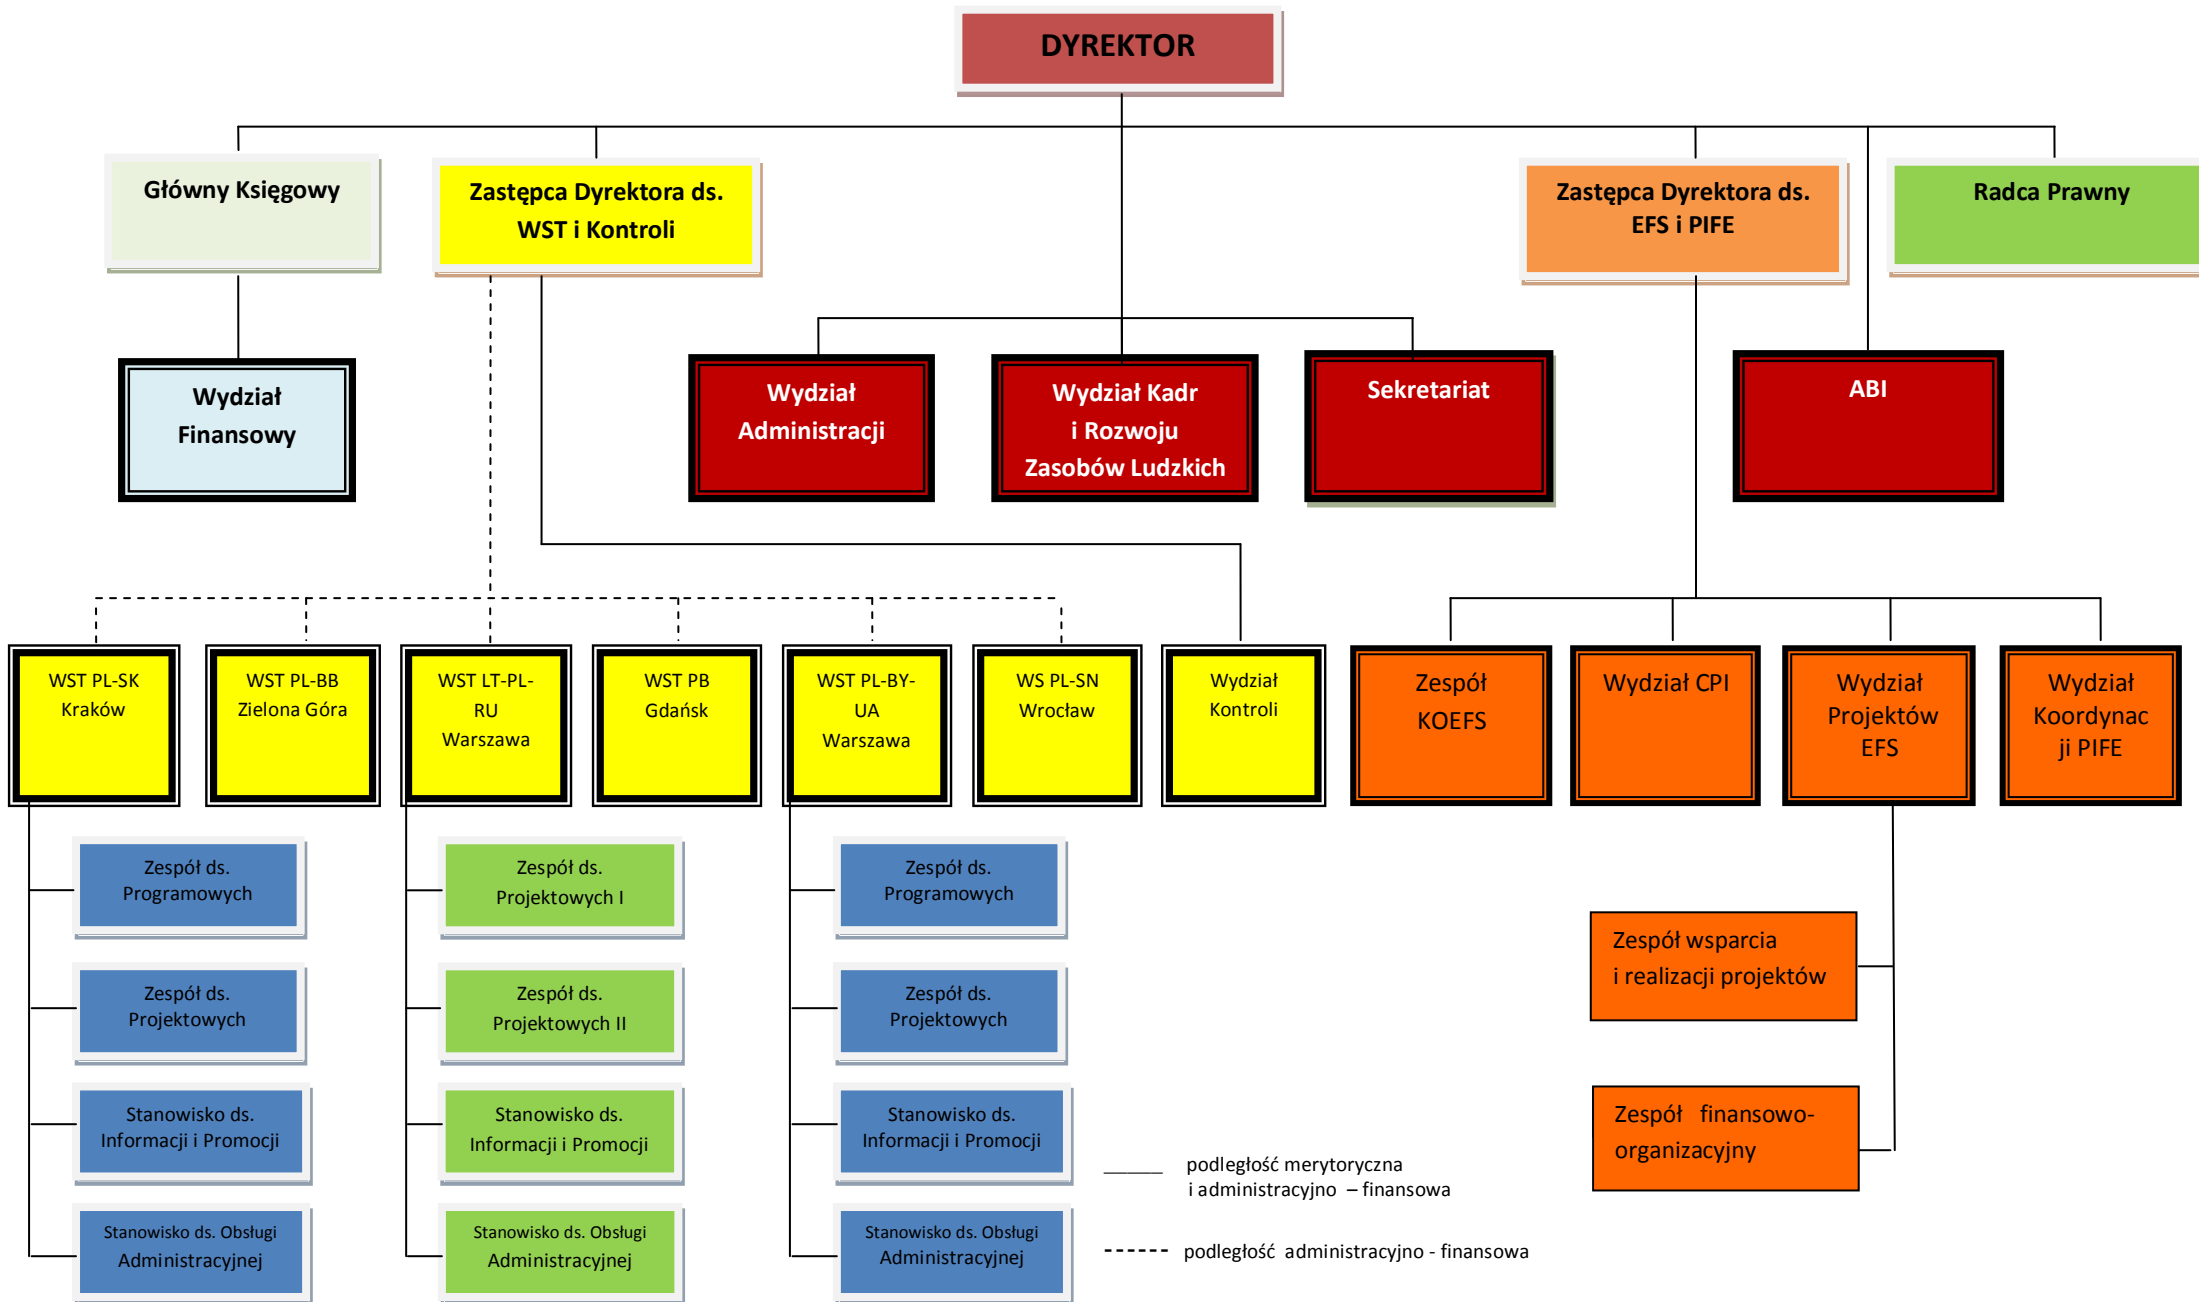 DYREKTOR
Główny Księgowy
Zastępca Dyrektora ds.
WST i Kontroli
Zastępca Dyrektora ds.
EFS i PIFE
Radca Prawny
Wydział
Finansowy
Wydział
Administracji
Wydział Kadr
i Rozwoju
Zasobów Ludzkich
Sekretariat
ABI
WST PL-SK
Kraków
WST PL-BB
Zielona Góra
WST LT-PL-
RU
Warszawa
WST PB
Gdańsk
WST PL-BY-
UA
Warszawa
WS PL-SN
Wrocław
Wydział
Kontroli
Zespół
KOEFS
Wydział CPI
Wydział
Projektów
EFS
Wydział
Koordynac
ji PIFE
Zespół ds.
Programowych
Zespół ds.
Projektowych
Stanowisko ds.
Informacji i Promocji
Stanowisko ds. Obsługi
Administracyjnej
Zespół ds.
Projektowych I
Zespół ds.
Projektowych II
Stanowisko ds.
Informacji i Promocji
Stanowisko ds. Obsługi
Administracyjnej
Zespół ds.
Programowych
Zespół ds.
Projektowych
Stanowisko ds.
Informacji i Promocji
Stanowisko ds. Obsługi
Administracyjnej
Zespół wsparcia
i realizacji projektów
Zespół finansowo-
organizacyjny
______ podległość merytoryczna
i administracyjno – finansowa
------ podległość administracyjno - finansowa